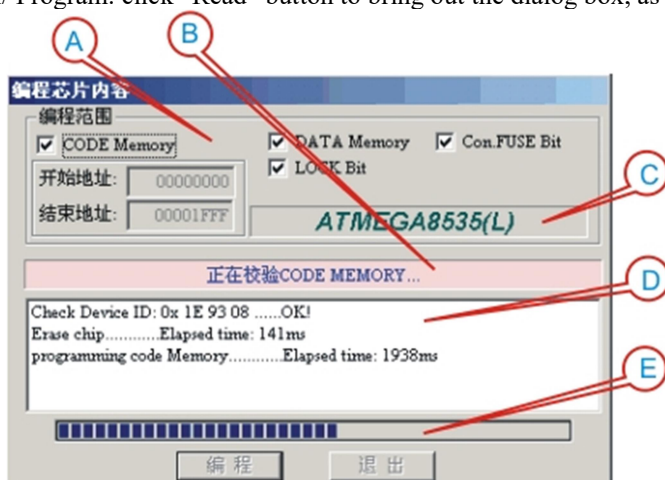 Program: click "Read" button to bring out the dialog box, as
A
B
编程芯片内容
编程范围
CODE Memory
DATA Memory
Con.FUSE Bit
LOCK Bit
C
开始地址: 00000000
结束地址: 00001FFF
ATMEGA8535(L)
正在校验CODE MEMORY...
D
Check Device ID: 0x 1E 93 08 ......OK!
Erase chip............Elapsed time: 141ms
programming code Memory............Elapsed time: 1938ms
E
编 程
退 出